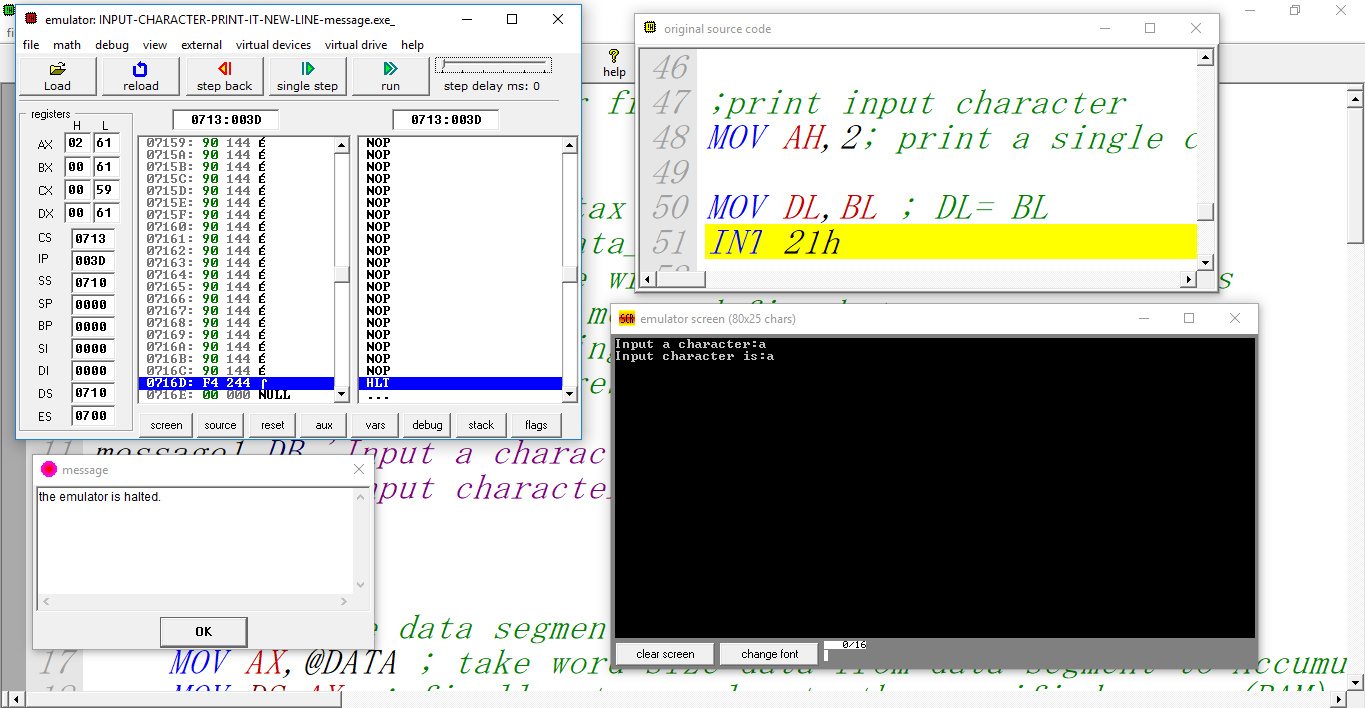 emulator: INPUT-CHARACTER-PRINT-IT-NEW-LINE-message.exe_
file math debug view external virtual devices virtual drive help
Load reload step back single step run step delay ms: 0
help
registers
H L
0713:003D 0713:003D
AX 02 61
BX 00 61
CX 00 59
DX 00 61
CS 0713
IP 003D
SS 0710
SP 0000
BP 0000
SI 0000
DI 0000
DS 0710
ES 0700
07159: 90 144 É NOP
0715A: 90 144 É NOP
0715B: 90 144 É NOP
0715C: 90 144 É NOP
0715D: 90 144 É NOP
0715E: 90 144 É NOP
0715F: 90 144 É NOP
07160: 90 144 É NOP
07161: 90 144 É NOP
07162: 90 144 É NOP
07163: 90 144 É NOP
07164: 90 144 É NOP
07165: 90 144 É NOP
07166: 90 144 É NOP
07167: 90 144 É NOP
07168: 90 144 É NOP
07169: 90 144 É NOP
0716A: 90 144 É NOP
0716B: 90 144 É NOP
0716C: 90 144 É NOP
0716D: F4 244 ⌠ HLT
0716E: 00 000 NULL ...
screen source reset aux vars debug stack flags
original source code
46
47 ;print input character
48 MOV AH,2; print a single c
49
50 MOV DL,BL ; DL= BL
51 INT 21h
emulator screen (80x25 chars)
Input a character:a
Input character is:a
clear screen change font 0/16
message
the emulator is halted.
OK
11 message1 DB 'Input a charac
nput character
data segmen
17 MOV AX,@DATA ; take word size data from data segment to Accumu